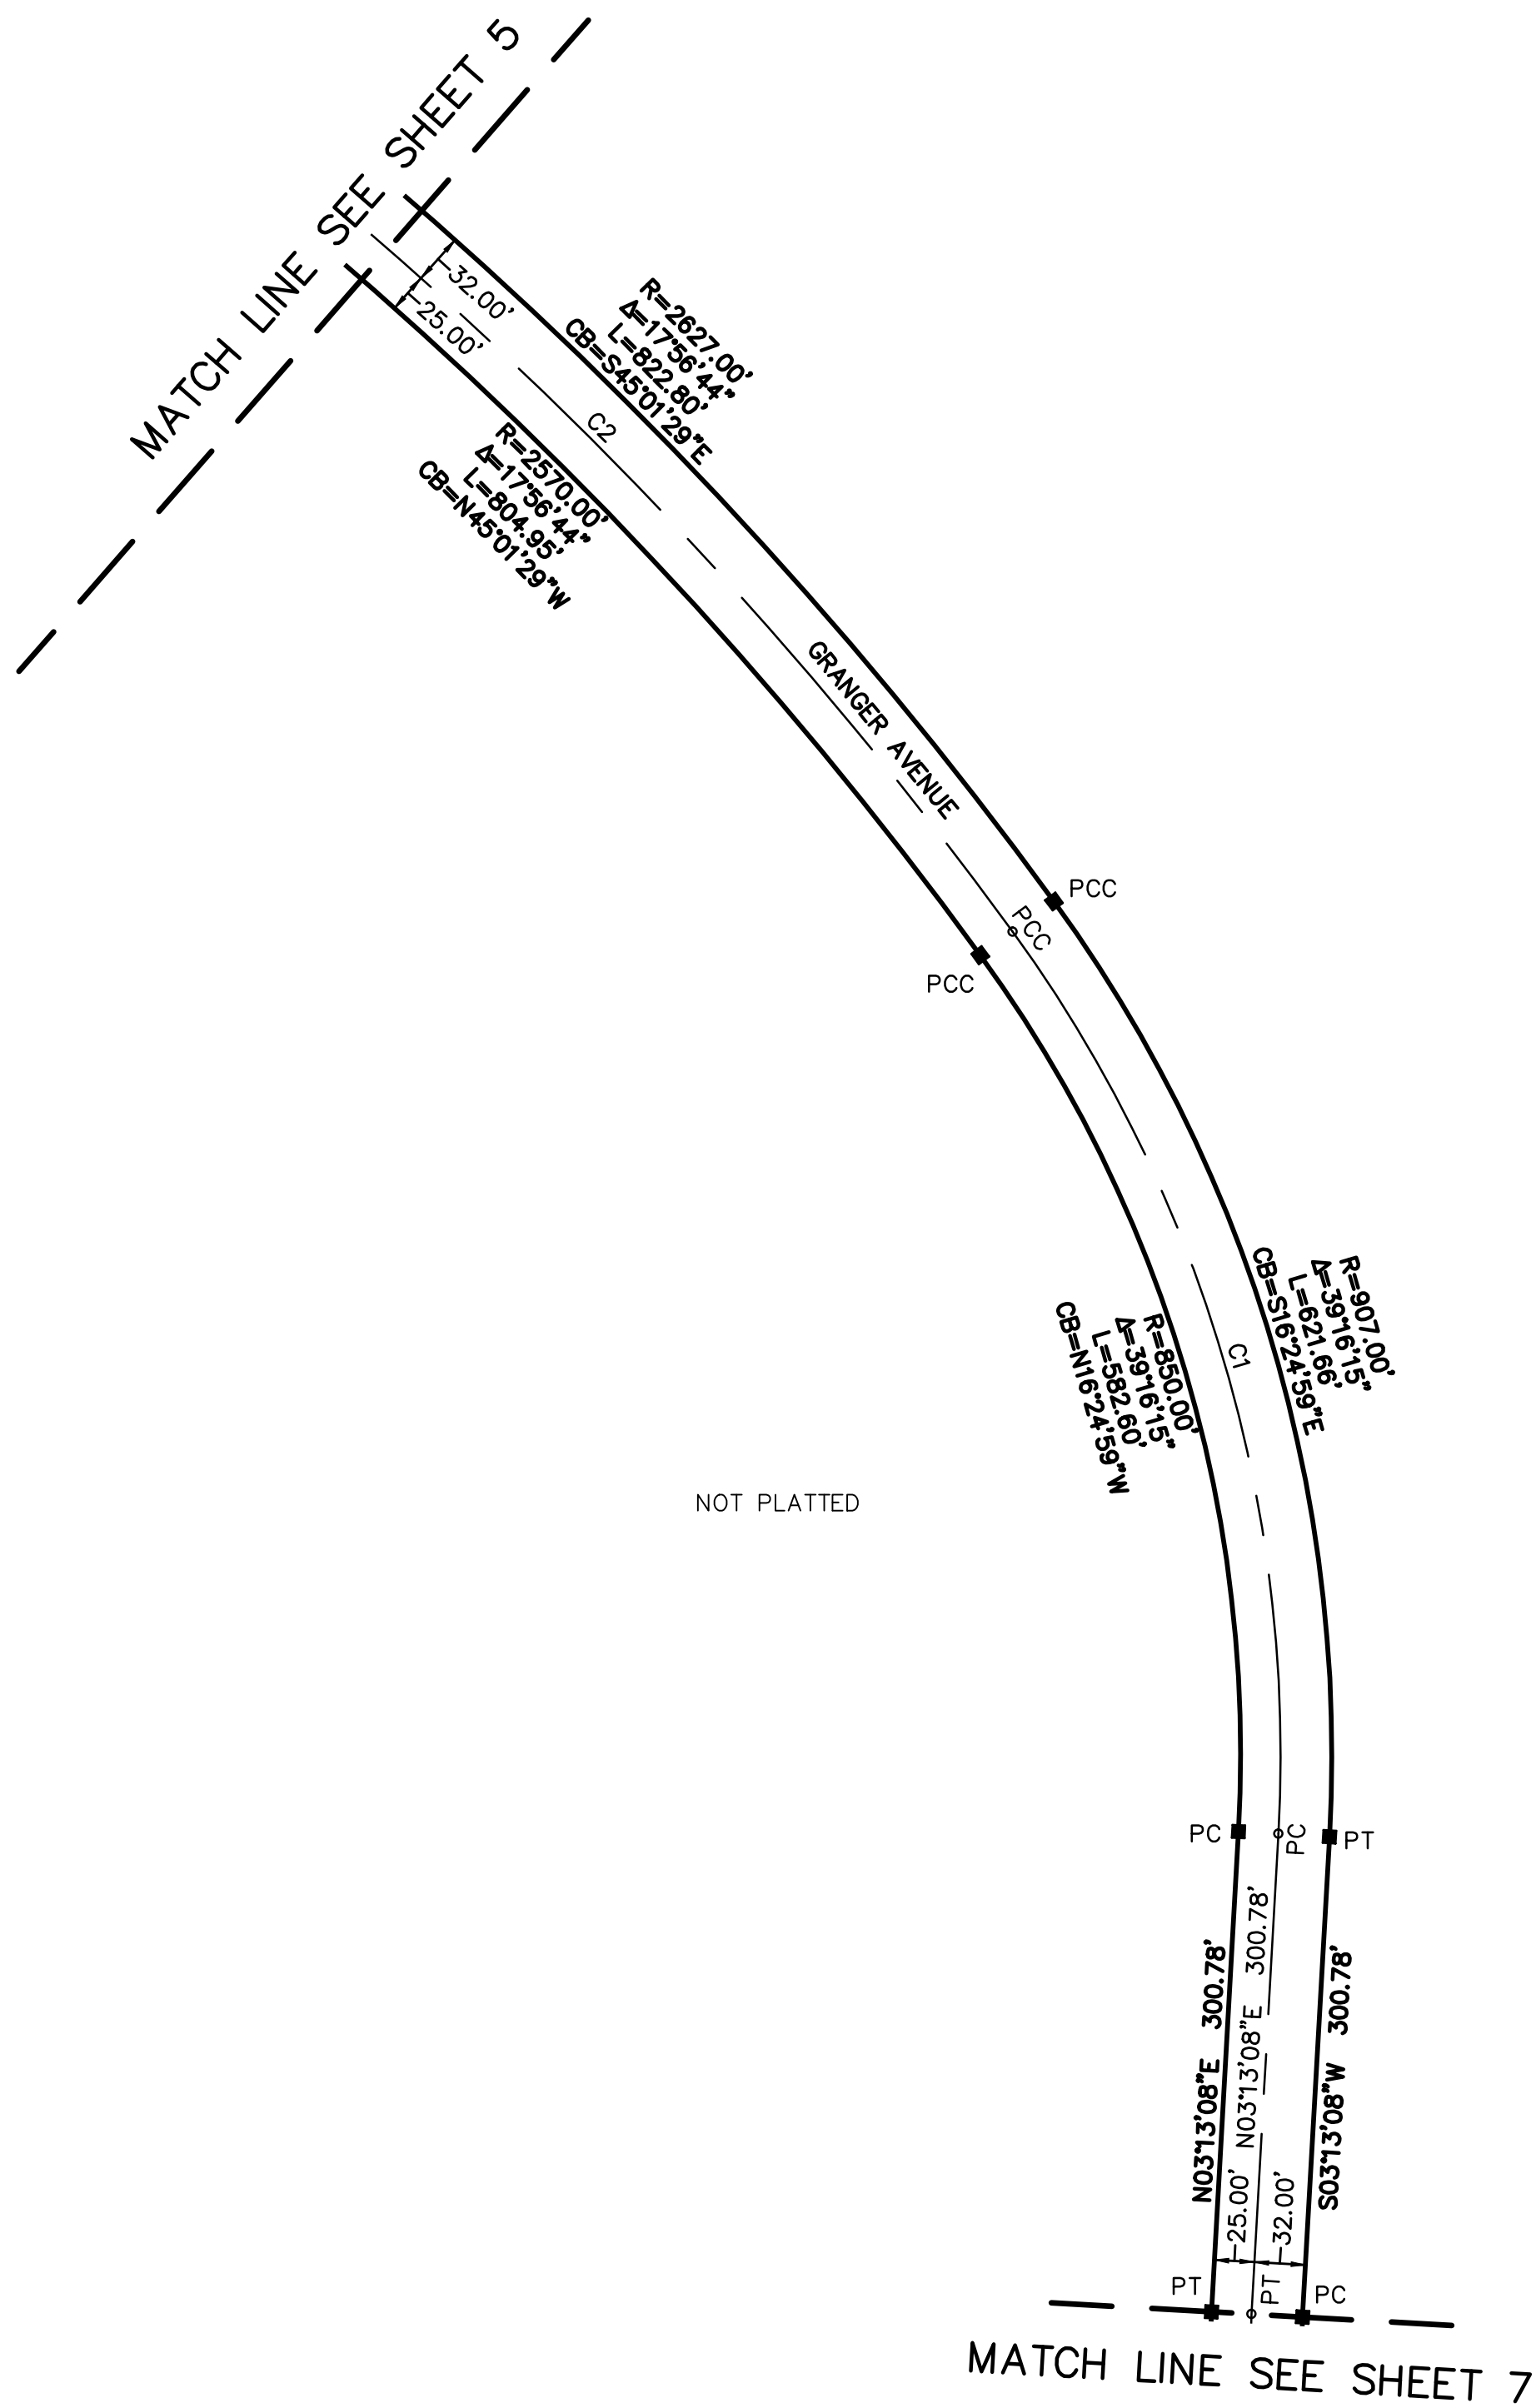 MATCH LINE SEE SHEET 5
32.00'
25.00'
R=2627.00'
Δ=17°56'44"
L=822.80'
CB=S45°01'29"E
C2
R=2570.00'
Δ=17°56'44"
L=804.95'
CB=N45°01'29"W
GRANGER AVENUE
PCC
PCC
PCC
R=907.00'
Δ=39°16'15"
L=621.66'
CB=S16°24'59"E
C1
R=850.00'
Δ=39°16'15"
L=582.60'
CB=N16°24'59"W
NOT PLATTED
PC
PC
PT
N03°13'08"E 300.78'
N03°13'08"E 300.78'
S03°13'08"W 300.78'
25.00'
32.00'
PT
PT
PC
MATCH LINE SEE SHEET 7